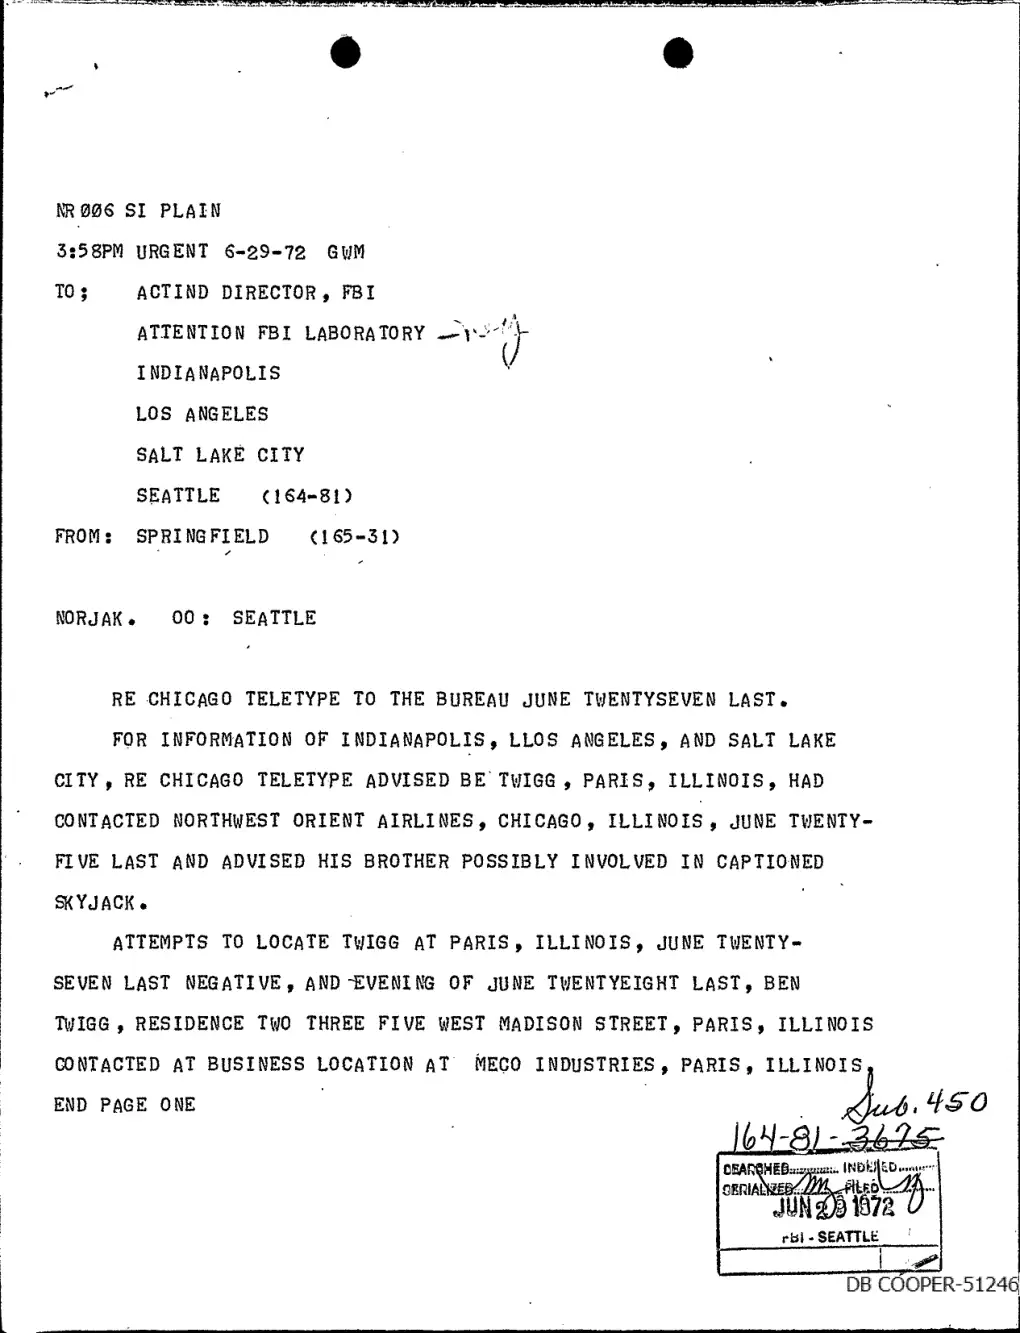 NR 006 SI PLAIN
3:58PM URGENT 6-29-72 GWM
TO; ACTIND DIRECTOR, FBI
ATTENTION FBI LABORATORY
INDIANAPOLIS
LOS ANGELES
SALT LAKE CITY
SEATTLE (164-81)
FROM: SPRINGFIELD (165-31)
NORJAK. OO: SEATTLE
RE CHICAGO TELETYPE TO THE BUREAU JUNE TWENTYSEVEN LAST.
FOR INFORMATION OF INDIANAPOLIS, LLOS ANGELES, AND SALT LAKE
CITY, RE CHICAGO TELETYPE ADVISED BE TWIGG, PARIS, ILLINOIS, HAD
CONTACTED NORTHWEST ORIENT AIRLINES, CHICAGO, ILLINOIS, JUNE TWENTY-
FIVE LAST AND ADVISED HIS BROTHER POSSIBLY INVOLVED IN CAPTIONED
SKYJACK.
ATTEMPTS TO LOCATE TWIGG AT PARIS, ILLINOIS, JUNE TWENTY-
SEVEN LAST NEGATIVE, AND EVENING OF JUNE TWENTYEIGHT LAST, BEN
TWIGG, RESIDENCE TWO THREE FIVE WEST MADISON STREET, PARIS, ILLINOIS
CONTACTED AT BUSINESS LOCATION AT MECO INDUSTRIES, PARIS, ILLINOIS,
END PAGE ONE
Sub. 450
164-81-3675
SEARCHED INDEXED
SERIALIZED FILED
JUN 29 1972
FBI - SEATTLE
DB COOPER-51246